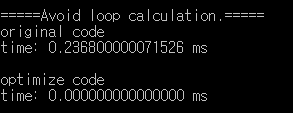 =====Avoid loop calculation.=====
original code
time: 0.236800000071526 ms
optimize code
time: 0.000000000000000 ms